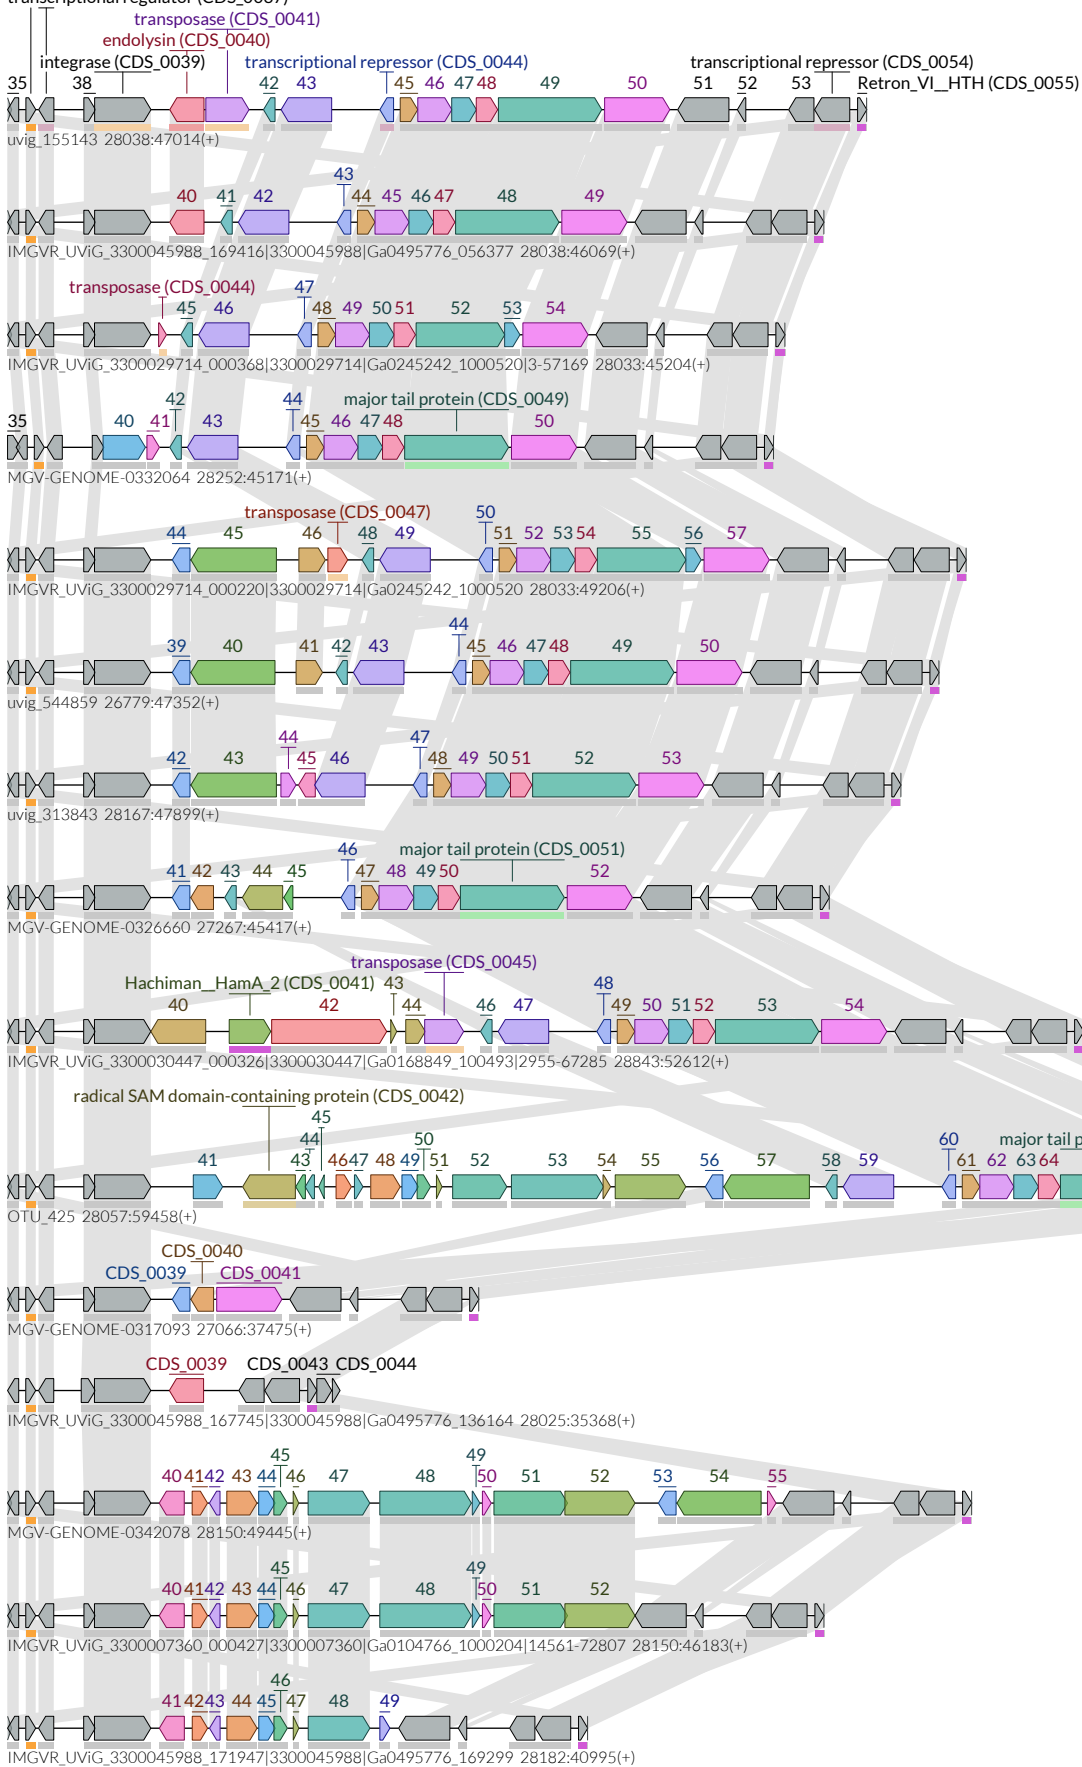 transcriptional regulator (CDS_0037)
transposase (CDS_0041)
endolysin (CDS_0040)
integrase (CDS_0039) transcriptional repressor (CDS_0044) transcriptional repressor (CDS_0054)
35 38 42 43 45 46 47 48 49 50 51 52 53 Retron_VI__HTH (CDS_0055)
uvig_155143 28038:47014(+)
43
40 41 42 44 45 46 47 48 49
IMGVR_UViG_3300045988_169416|3300045988|Ga0495776_056377 28038:46069(+)
transposase (CDS_0044) 47
45 46 48 49 50 51 52 53 54
IMGVR_UViG_3300029714_000368|3300029714|Ga0245242_1000520|3-57169 28033:45204(+)
42 44 major tail protein (CDS_0049)
35 40 41 43 45 46 47 48 50
MGV-GENOME-0332064 28252:45171(+)
transposase (CDS_0047) 50
44 45 46 48 49 51 52 53 54 55 56 57
IMGVR_UViG_3300029714_000220|3300029714|Ga0245242_1000520 28033:49206(+)
44
39 40 41 42 43 45 46 47 48 49 50
uvig_544859 26779:47352(+)
44 47
42 43 45 46 48 49 50 51 52 53
uvig_313843 28167:47899(+)
46 major tail protein (CDS_0051)
41 42 43 44 45 47 48 49 50 52
MGV-GENOME-0326660 27267:45417(+)
transposase (CDS_0045)
Hachiman__HamA_2 (CDS_0041) 43 48
40 42 44 46 47 49 50 51 52 53 54
IMGVR_UViG_3300030447_000326|3300030447|Ga0168849_100493|2955-67285 28843:52612(+)
radical SAM domain-containing protein (CDS_0042)
45
44 50 60 major tail p
41 43 46 47 48 49 51 52 53 54 55 56 57 58 59 61 62 63 64
OTU_425 28057:59458(+)
CDS_0040
CDS_0039 CDS_0041
MGV-GENOME-0317093 27066:37475(+)
CDS_0039 CDS_0043 CDS_0044
IMGVR_UViG_3300045988_167745|3300045988|Ga0495776_136164 28025:35368(+)
45 49
40 41 42 43 44 46 47 48 50 51 52 53 54 55
MGV-GENOME-0342078 28150:49445(+)
45 49
40 41 42 43 44 46 47 48 50 51 52
IMGVR_UViG_3300007360_000427|3300007360|Ga0104766_1000204|14561-72807 28150:46183(+)
46
41 42 43 44 45 47 48 49
IMGVR_UViG_3300045988_171947|3300045988|Ga0495776_169299 28182:40995(+)